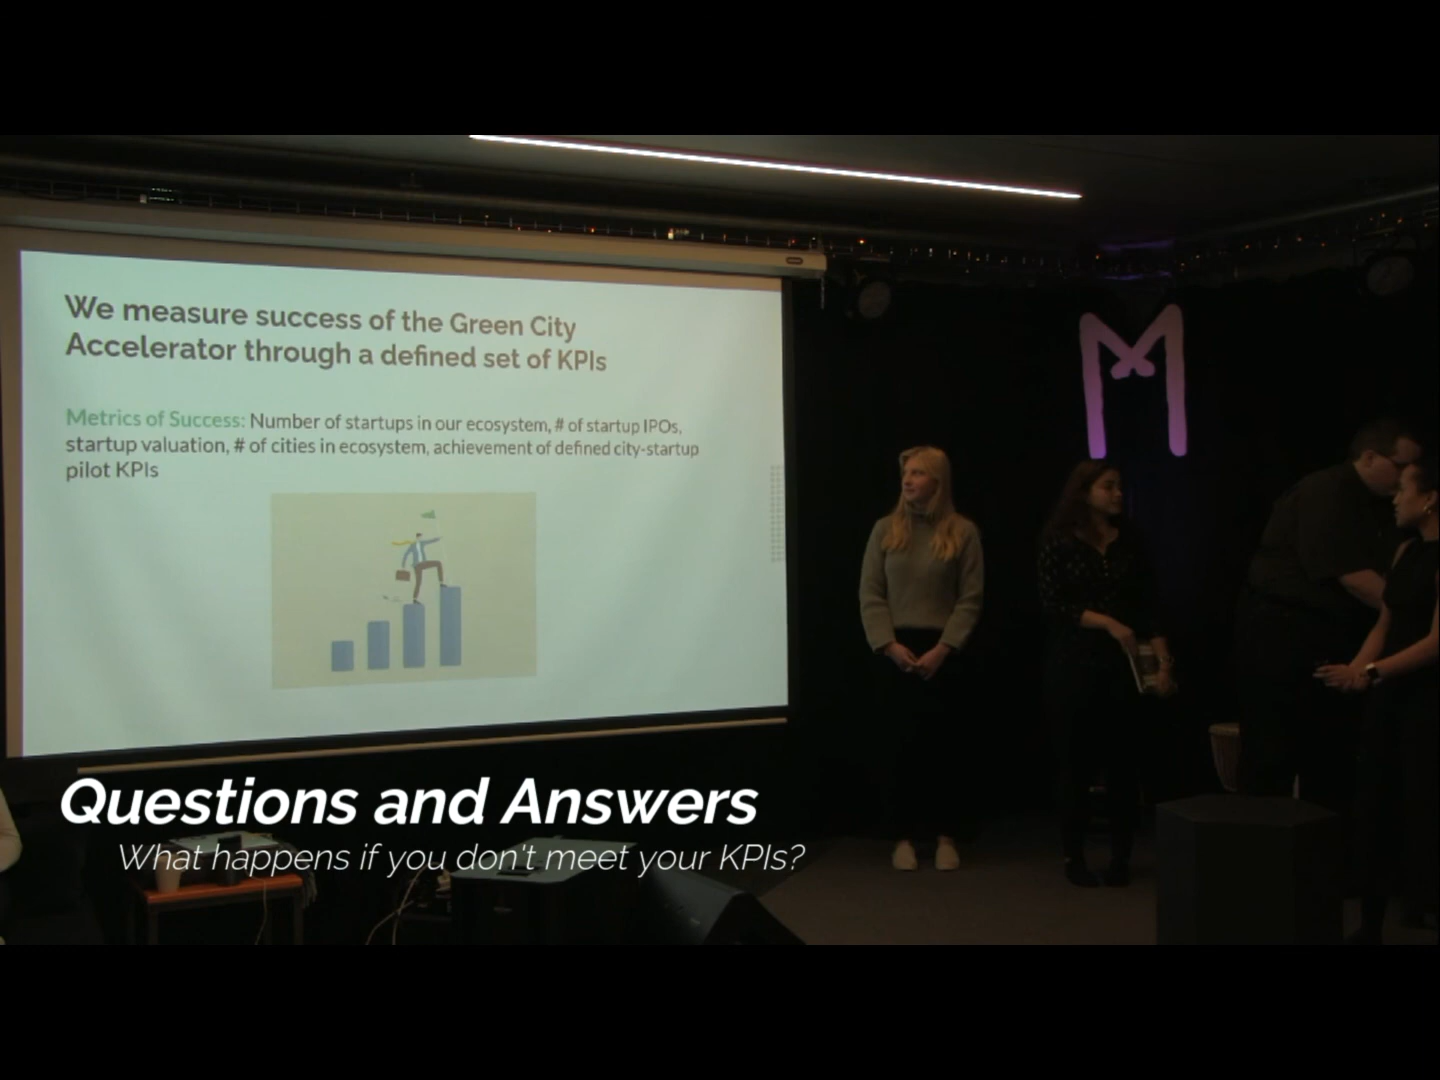 We measure success of the Green City
Accelerator through a defined set of KPIs
Metrics of Success: Number of startups in our ecosystem, # of startup IPOs,
startup valuation, # of cities in ecosystem, achievement of defined city-startup
pilot KPIs
Questions and Answers
What happens if you don't meet your KPIs?